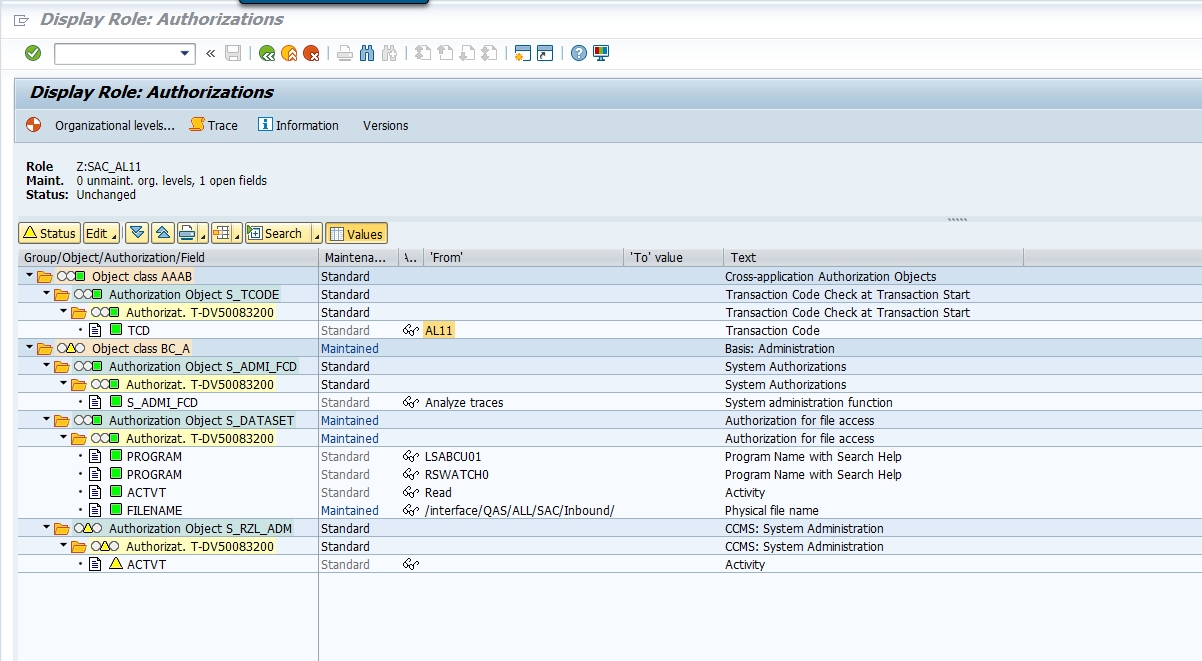 Display Role: Authorizations
Display Role: Authorizations
Organizational levels... Trace Information Versions
Role Z:SAC_AL11
Maint. 0 unmaint. org. levels, 1 open fields
Status: Unchanged
Status Edit Search Values
Group/Object/Authorization/Field Maintena... A.. 'From' 'To' value Text
Object class AAAB Standard Cross-application Authorization Objects
Authorization Object S_TCODE Standard Transaction Code Check at Transaction Start
Authorizat. T-DV50083200 Standard Transaction Code Check at Transaction Start
TCD Standard AL11 Transaction Code
Object class BC_A Maintained Basis: Administration
Authorization Object S_ADMI_FCD Standard System Authorizations
Authorizat. T-DV50083200 Standard System Authorizations
S_ADMI_FCD Standard Analyze traces System administration function
Authorization Object S_DATASET Maintained Authorization for file access
Authorizat. T-DV50083200 Maintained Authorization for file access
PROGRAM Standard LSABCU01 Program Name with Search Help
PROGRAM Standard RSWATCH0 Program Name with Search Help
ACTVT Standard Read Activity
FILENAME Maintained /interface/QAS/ALL/SAC/Inbound/ Physical file name
Authorization Object S_RZL_ADM Standard CCMS: System Administration
Authorizat. T-DV50083200 Standard CCMS: System Administration
ACTVT Standard Activity